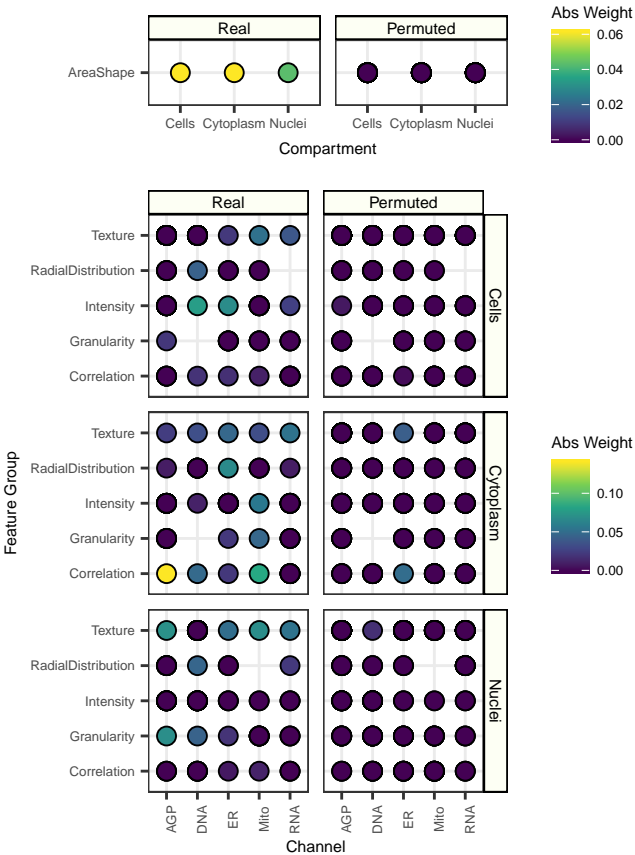 Real Permuted
AreaShape
Cells Cytoplasm Nuclei Cells Cytoplasm Nuclei
Compartment
Abs Weight
0.06
0.04
0.02
0.00
Real Permuted
Texture
RadialDistribution
Intensity
Granularity
Correlation
Cells
Texture
RadialDistribution
Intensity
Granularity
Correlation
Cytoplasm
Texture
RadialDistribution
Intensity
Granularity
Correlation
Nuclei
Feature Group
AGP DNA ER Mito RNA AGP DNA ER Mito RNA
Channel
Abs Weight
0.10
0.05
0.00